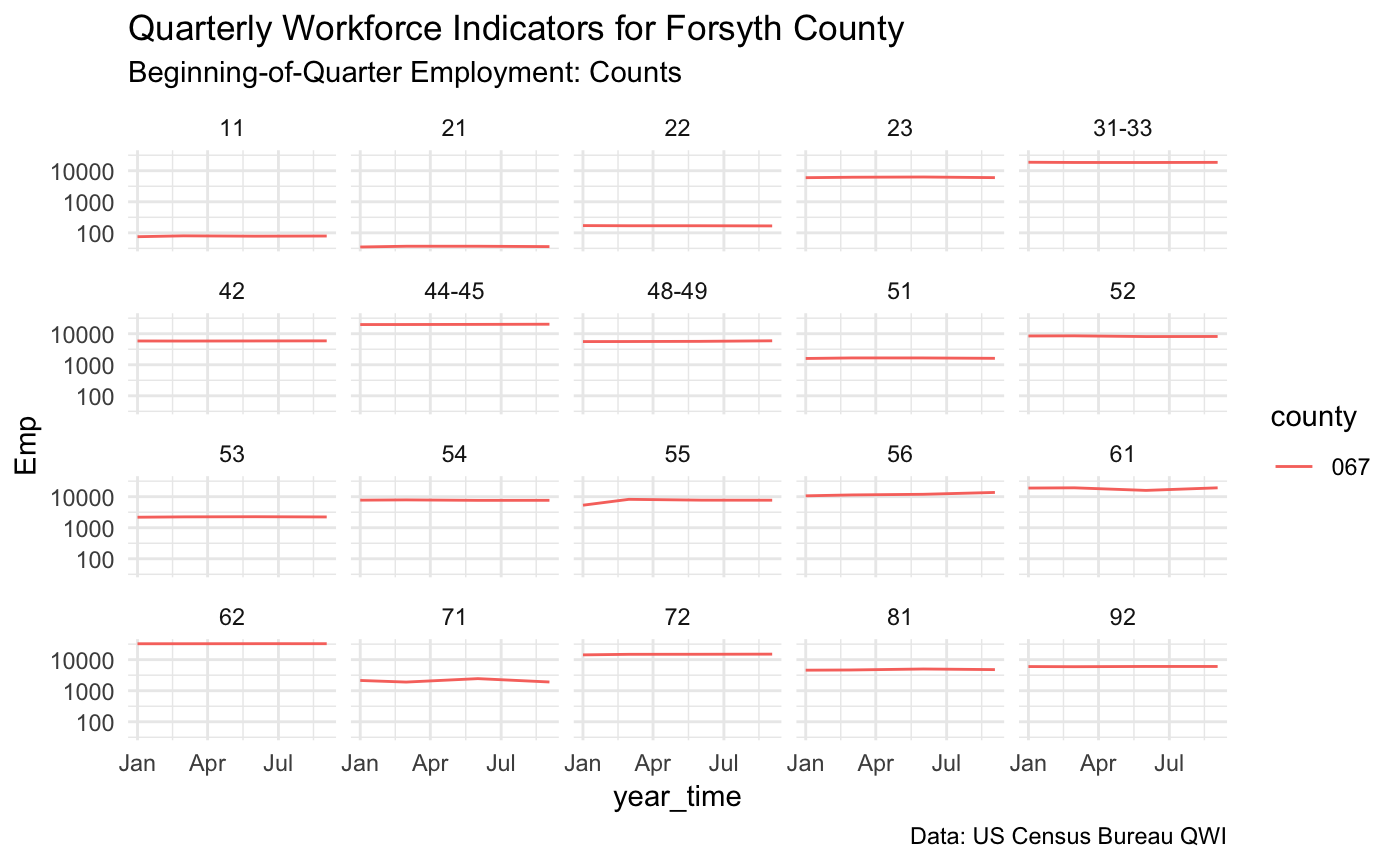 Quarterly Workforce Indicators for Forsyth County
Beginning-of-Quarter Employment: Counts
11 21 22 23 31-33
10000
1000
100
42 44-45 48-49 51 52
10000
1000
100
53 54 55 56 61
10000
1000
100
62 71 72 81 92
10000
1000
100
Jan Apr Jul Jan Apr Jul Jan Apr Jul Jan Apr Jul Jan Apr Jul
year_time
Emp
county
067
Data: US Census Bureau QWI